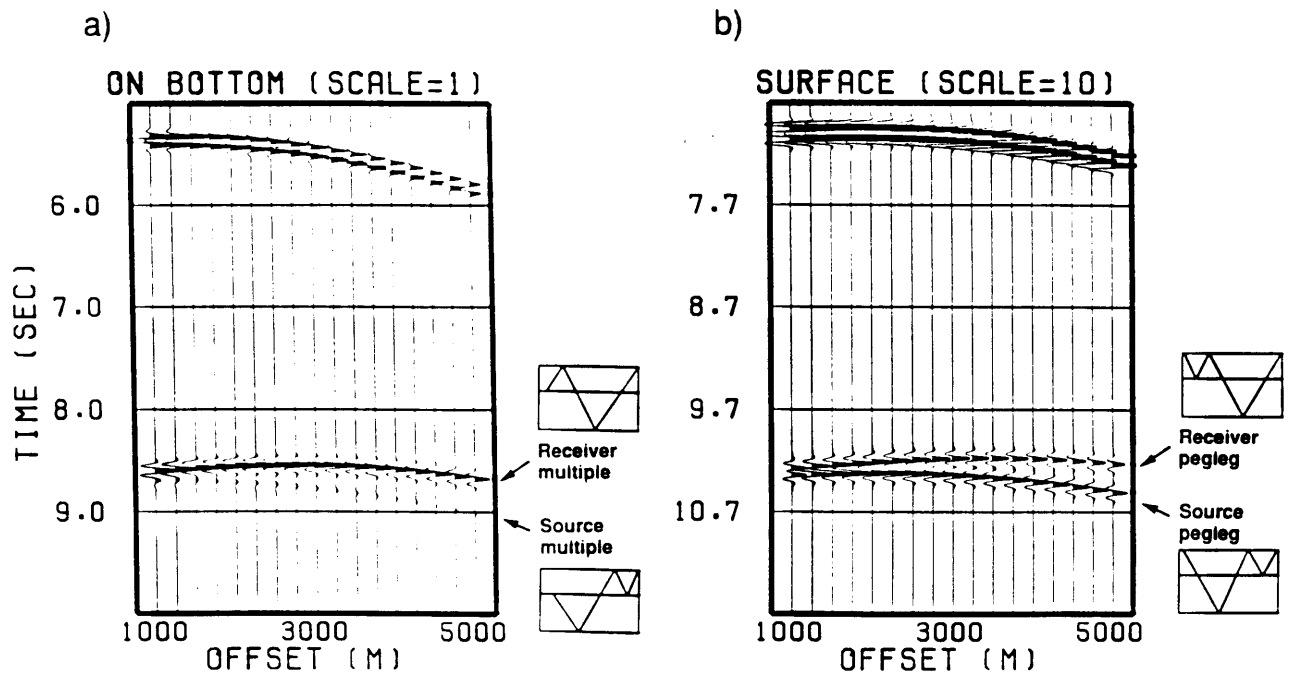 a)
ON BOTTOM (SCALE=1)
TIME (SEC)
6.0
7.0
8.0
9.0
1000 3000 5000
OFFSET (M)
Receiver
multiple
Source
multiple
b)
SURFACE (SCALE=10)
7.7
8.7
9.7
10.7
1000 3000 5000
OFFSET (M)
Receiver
pegleg
Source
pegleg